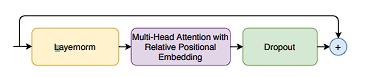 Layernorm
Multi-Head Attention with
Relative Positional
Embedding
Dropout
+